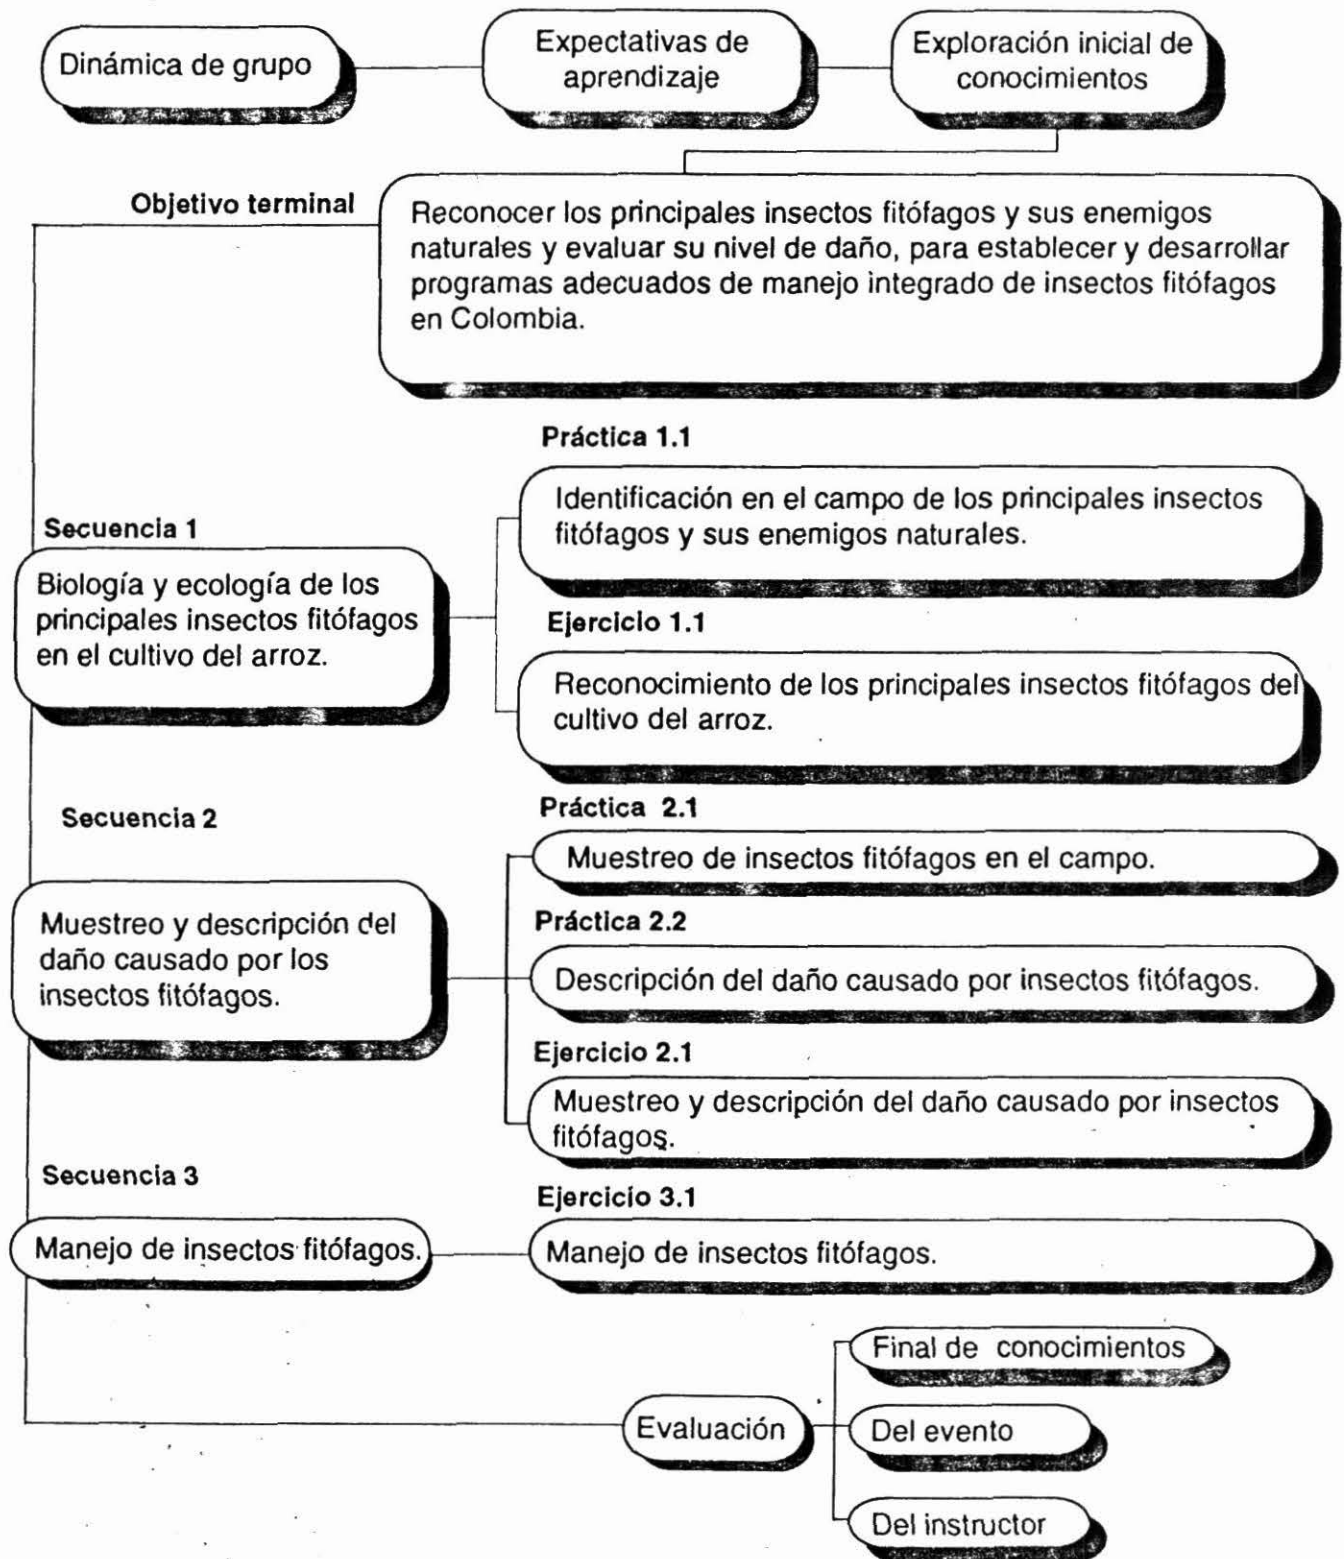 Dinámica de grupo
Expectativas de
aprendizaje
Exploración inicial de
conocimientos
Objetivo terminal
Reconocer los principales insectos fitófagos y sus enemigos
naturales y evaluar su nivel de daño, para establecer y desarrollar
programas adecuados de manejo integrado de insectos fitófagos
en Colombia.
Secuencia 1
Biología y ecología de los
principales insectos fitófagos
en el cultivo del arroz.
Práctica 1.1
Identificación en el campo de los principales insectos
fitófagos y sus enemigos naturales.
Ejercicio 1.1
Reconocimiento de los principales insectos fitófagos del
cultivo del arroz.
Secuencia 2
Muestreo y descripción del
daño causado por los
insectos fitófagos.
Práctica 2.1
Muestreo de insectos fitófagos en el campo.
Práctica 2.2
Descripción del daño causado por insectos fitófagos.
Ejercicio 2.1
Muestreo y descripción del daño causado por insectos
fitófagos.
Secuencia 3
Manejo de insectos fitófagos.
Ejercicio 3.1
Manejo de insectos fitófagos.
Evaluación
Final de conocimientos
Del evento
Del instructor